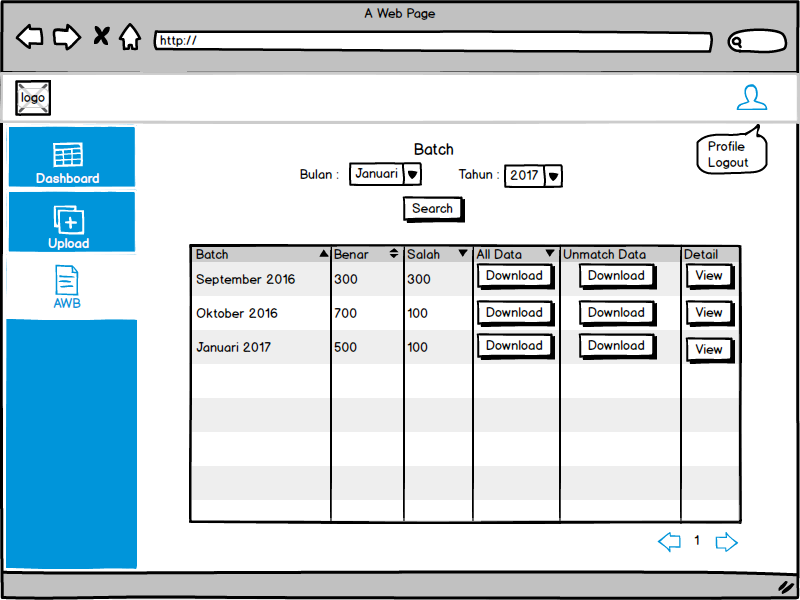 A Web Page
http://
logo
Profile
Logout
Dashboard
Upload
AWB
Batch
Bulan : Januari Tahun : 2017
Search
Batch Benar Salah All Data Unmatch Data Detail
September 2016 300 300 Download Download View
Oktober 2016 700 100 Download Download View
Januari 2017 500 100 Download Download View
1